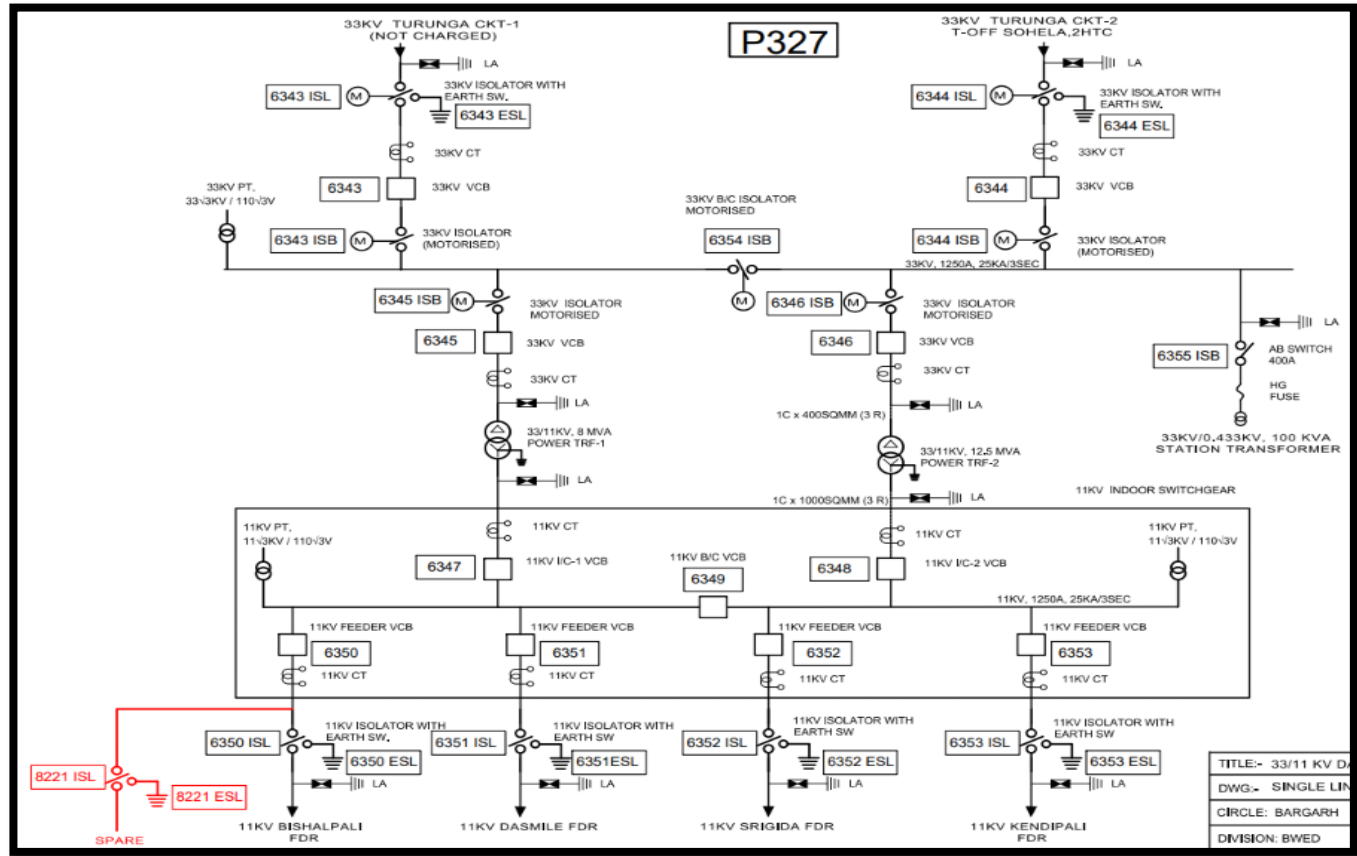 33KV TURUNGA CKT-1
(NOT CHARGED)
P327
33KV TURUNGA CKT-2
T-OFF SOHELA,2HTC
LA
LA
6343 ISL
M
33KV ISOLATOR WITH
EARTH SW.
6343 ESL
6344 ISL
M
33KV ISOLATOR WITH
EARTH SW.
6344 ESL
33KV CT
33KV CT
33KV PT,
33√3KV / 110√3V
6343
33KV VCB
6344
33KV VCB
33KV B/C ISOLATOR
MOTORISED
6343 ISB
M
33KV ISOLATOR
(MOTORISED)
6354 ISB
M
6344 ISB
M
33KV ISOLATOR
(MOTORISED)
33KV, 1250A, 25KA/3SEC
6345 ISB
M
33KV ISOLATOR
MOTORISED
6346 ISB
M
33KV ISOLATOR
MOTORISED
LA
6345
33KV VCB
6346
33KV VCB
6355 ISB
AB SWITCH
400A
33KV CT
33KV CT
HG
FUSE
LA
1C x 400SQMM (3 R)
LA
33/11KV, 8 MVA
POWER TRF-1
33/11KV, 12.5 MVA
POWER TRF-2
33KV/0.433KV, 100 KVA
STATION TRANSFORMER
LA
1C x 1000SQMM (3 R)
LA
11KV INDOOR SWITCHGEAR
11KV PT,
11√3KV / 110√3V
11KV CT
11KV CT
11KV PT,
11√3KV / 110√3V
6347
11KV I/C-1 VCB
11KV B/C VCB
6349
6348
11KV I/C-2 VCB
11KV, 1250A, 25KA/3SEC
11KV FEEDER VCB
6350
11KV CT
11KV FEEDER VCB
6351
11KV CT
11KV FEEDER VCB
6352
11KV CT
11KV FEEDER VCB
6353
11KV CT
6350 ISL
11KV ISOLATOR WITH
EARTH SW.
6350 ESL
LA
6351 ISL
11KV ISOLATOR WITH
EARTH SW
6351ESL
LA
6352 ISL
11KV ISOLATOR WITH
EARTH SW
6352 ESL
LA
6353 ISL
11KV ISOLATOR WITH
EARTH SW
6353 ESL
LA
8221 ISL
8221 ESL
SPARE
11KV BISHALPALI
FDR
11KV DASMILE FDR
11KV SRIGIDA FDR
11KV KENDIPALI
FDR
TITLE:- 33/11 KV
DWG:- SINGLE
CIRCLE: BARGARH
DIVISION: BWED